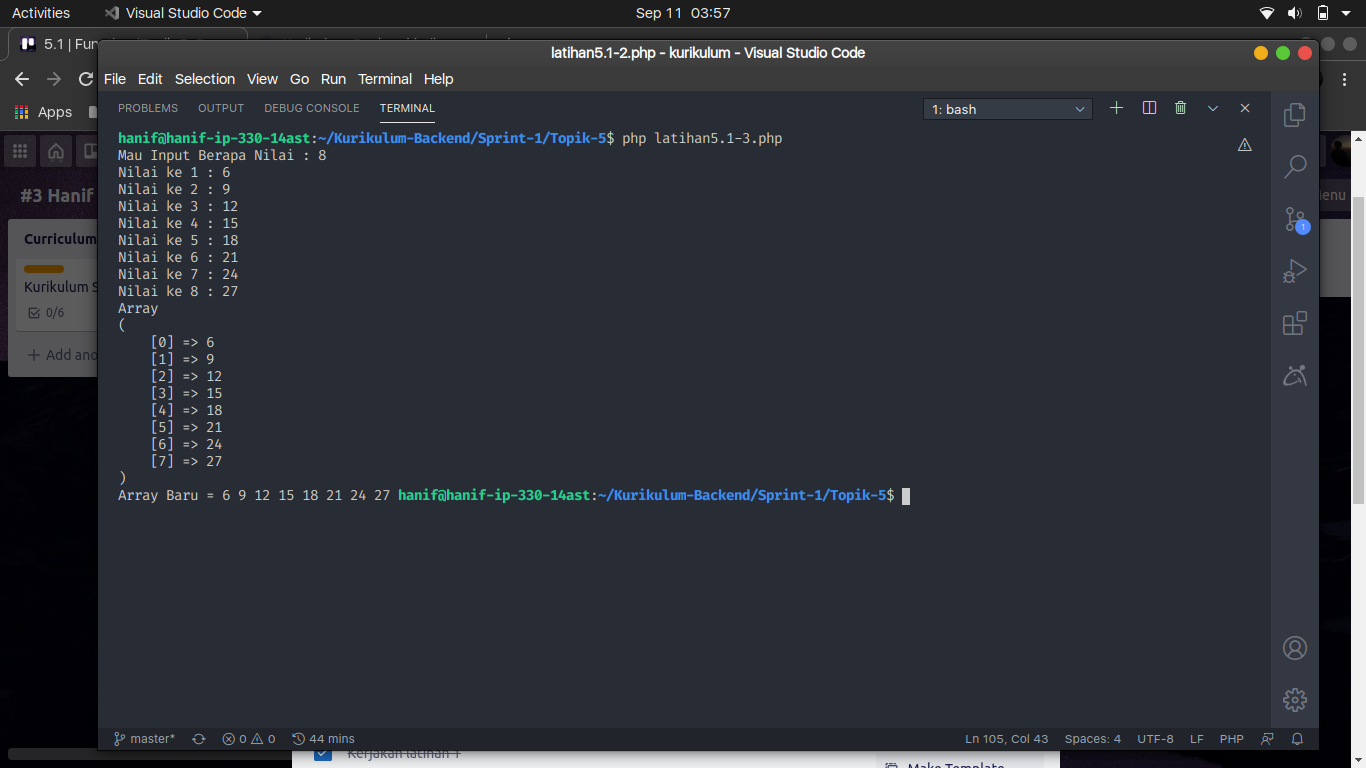 Activities Visual Studio Code Sep 11 03:57
5.1 | Fun
latihan5.1-2.php - kurikulum - Visual Studio Code
File Edit Selection View Go Run Terminal Help
Apps
PROBLEMS OUTPUT DEBUG CONSOLE TERMINAL 1: bash
hanif@hanif-ip-330-14ast:~/Kurikulum-Backend/Sprint-1/Topik-5$ php latihan5.1-3.php
Mau Input Berapa Nilai : 8
Nilai ke 1 : 6
Nilai ke 2 : 9
Nilai ke 3 : 12
Nilai ke 4 : 15
Nilai ke 5 : 18
Nilai ke 6 : 21
Nilai ke 7 : 24
Nilai ke 8 : 27
Array
(
[0] => 6
[1] => 9
[2] => 12
[3] => 15
[4] => 18
[5] => 21
[6] => 24
[7] => 27
)
Array Baru = 6 9 12 15 18 21 24 27 hanif@hanif-ip-330-14ast:~/Kurikulum-Backend/Sprint-1/Topik-5$
#3 Hanif
Curriculum
Kurikulum S
0/6
+ Add ano
enu
1
master* 0 0 44 mins Ln 105, Col 43 Spaces: 4 UTF-8 LF PHP
Kerjakan latihan 1
Make Template